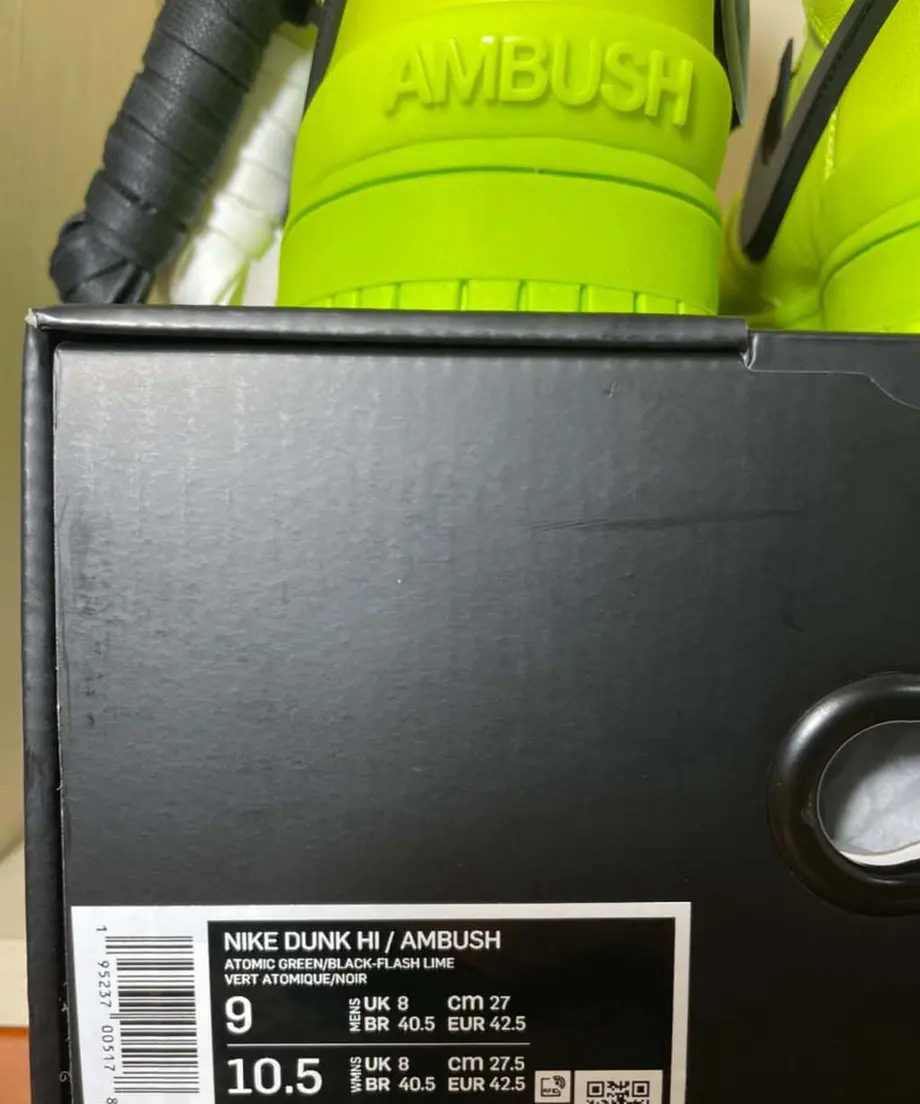 AMBUSH
NIKE DUNK HI / AMBUSH
ATOMIC GREEN/BLACK-FLASH LIME
VERT ATOMIQUE/NOIR
9 MENS UK 8 cm 27
BR 40.5 EUR 42.5
10.5 WMNS UK 8 cm 27.5
BR 40.5 EUR 42.5
1 95237 00517 8